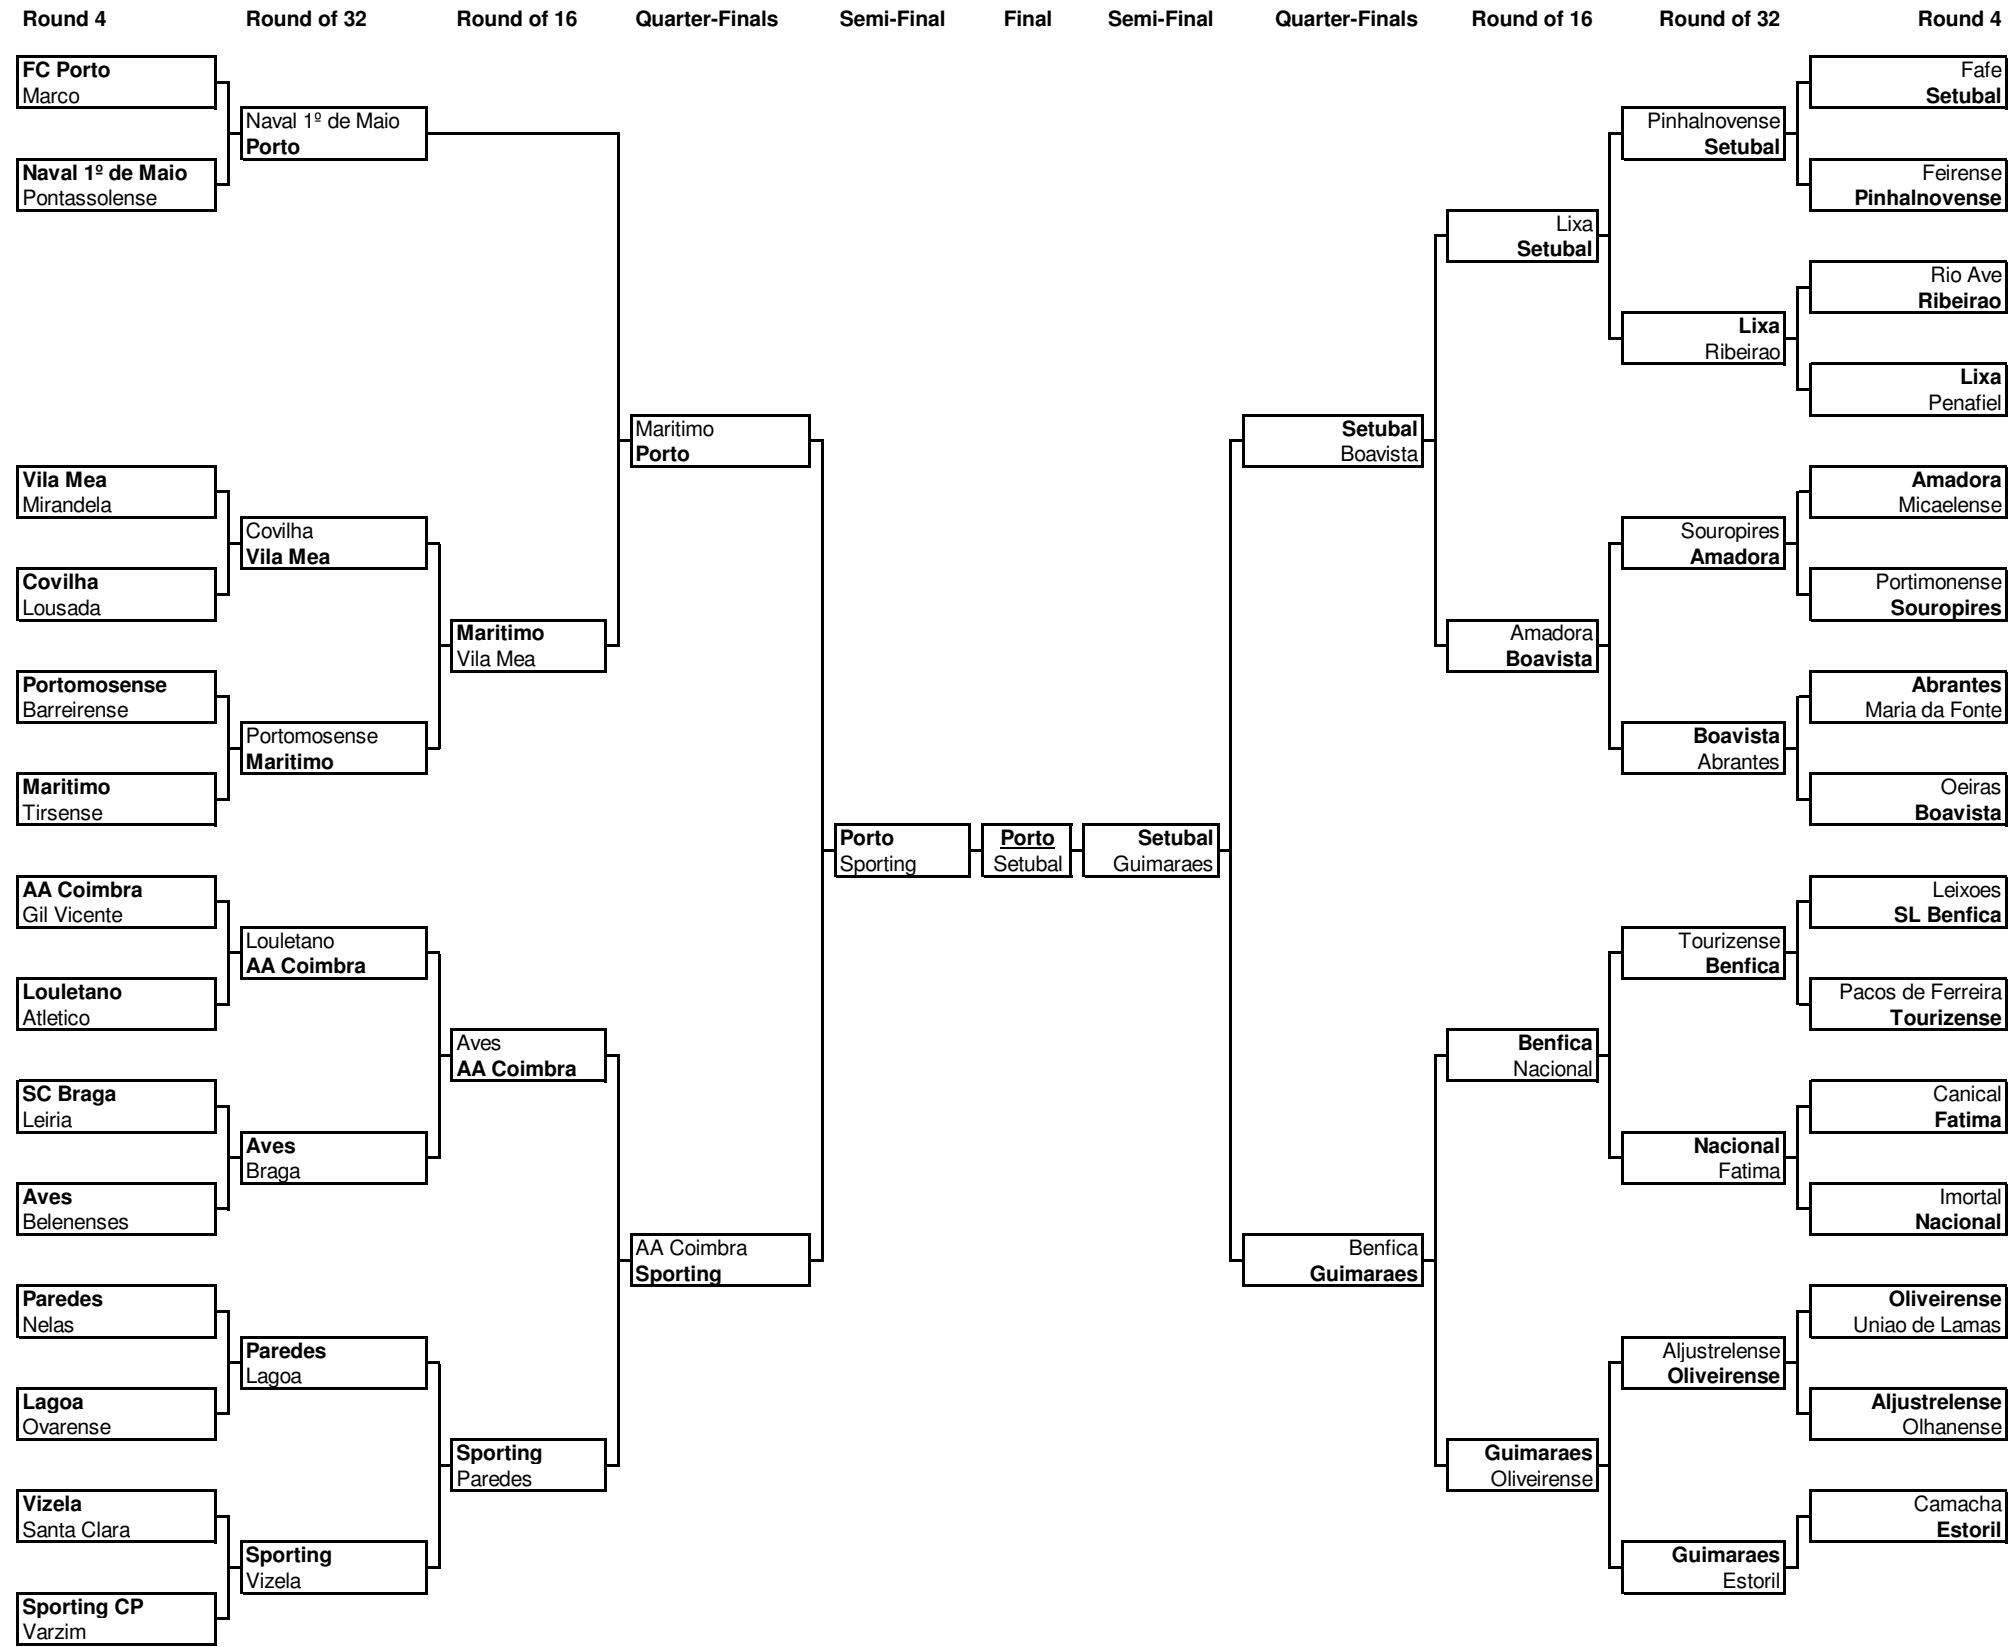 Round 4
Round of 32
Round of 16
Quarter-Finals
Semi-Final
Final
Semi-Final
Quarter-Finals
Round of 16
Round of 32
Round 4
FC Porto
Marco
Naval 1º de Maio
Pontassolense
Vila Mea
Mirandela
Covilha
Lousada
Portomosense
Barreirense
Maritimo
Tirsense
AA Coimbra
Gil Vicente
Louletano
Atletico
SC Braga
Leiria
Aves
Belenenses
Paredes
Nelas
Lagoa
Ovarense
Vizela
Santa Clara
Sporting CP
Varzim
Naval 1º de Maio
Porto
Covilha
Vila Mea
Portomosense
Maritimo
Louletano
AA Coimbra
Aves
Braga
Paredes
Lagoa
Sporting
Vizela
Maritimo
Vila Mea
Aves
AA Coimbra
Sporting
Paredes
Maritimo
Porto
AA Coimbra
Sporting
Porto
Sporting
Porto
Setubal
Setubal
Guimaraes
Setubal
Boavista
Benfica
Guimaraes
Lixa
Setubal
Amadora
Boavista
Benfica
Nacional
Guimaraes
Oliveirense
Pinhalnovense
Setubal
Lixa
Ribeirao
Souropires
Amadora
Boavista
Abrantes
Tourizense
Benfica
Nacional
Fatima
Aljustrelense
Oliveirense
Guimaraes
Estoril
Fafe
Setubal
Feirense
Pinhalnovense
Rio Ave
Ribeirao
Lixa
Penafiel
Amadora
Micaelense
Portimonense
Souropires
Abrantes
Maria da Fonte
Oeiras
Boavista
Leixoes
SL Benfica
Pacos de Ferreira
Tourizense
Canical
Fatima
Imortal
Nacional
Oliveirense
Uniao de Lamas
Aljustrelense
Olhanense
Camacha
Estoril